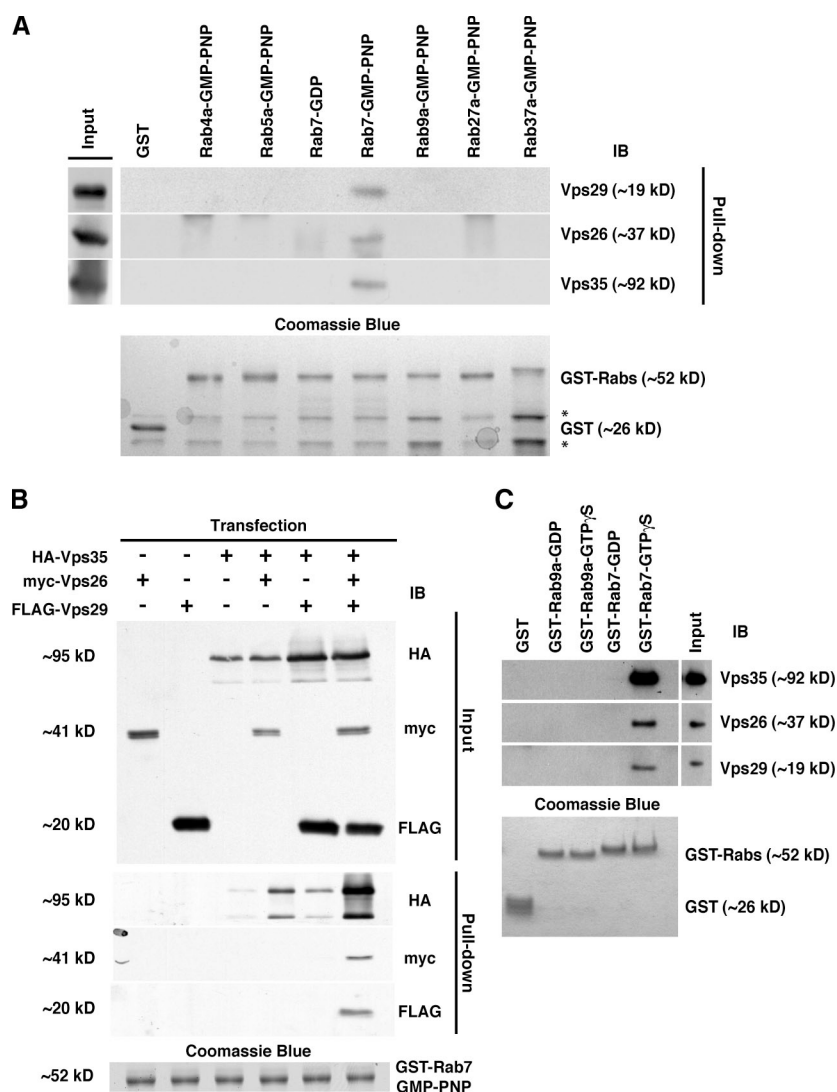 A
Input
GST
Rab4a-GMP-PNP
Rab5a-GMP-PNP
Rab7-GDP
Rab7-GMP-PNP
Rab9a-GMP-PNP
Rab27a-GMP-PNP
Rab37a-GMP-PNP
IB
Vps29 (~19 kD)
Vps26 (~37 kD)
Vps35 (~92 kD)
Pull-down
Coomassie Blue
GST-Rabs (~52 kD)
*
GST (~26 kD)
*
B
Transfection
HA-Vps35 - - + + + +
myc-Vps26 + - - + - +
FLAG-Vps29 - + - - + +
IB
~95 kD HA
~41 kD myc
~20 kD FLAG
Input
~95 kD HA
~41 kD myc
~20 kD FLAG
Pull-down
Coomassie Blue
~52 kD GST-Rab7
GMP-PNP
C
GST
GST-Rab9a-GDP
GST-Rab9a-GTPγS
GST-Rab7-GDP
GST-Rab7-GTPγS
Input
IB
Vps35 (~92 kD)
Vps26 (~37 kD)
Vps29 (~19 kD)
Coomassie Blue
GST-Rabs (~52 kD)
GST (~26 kD)